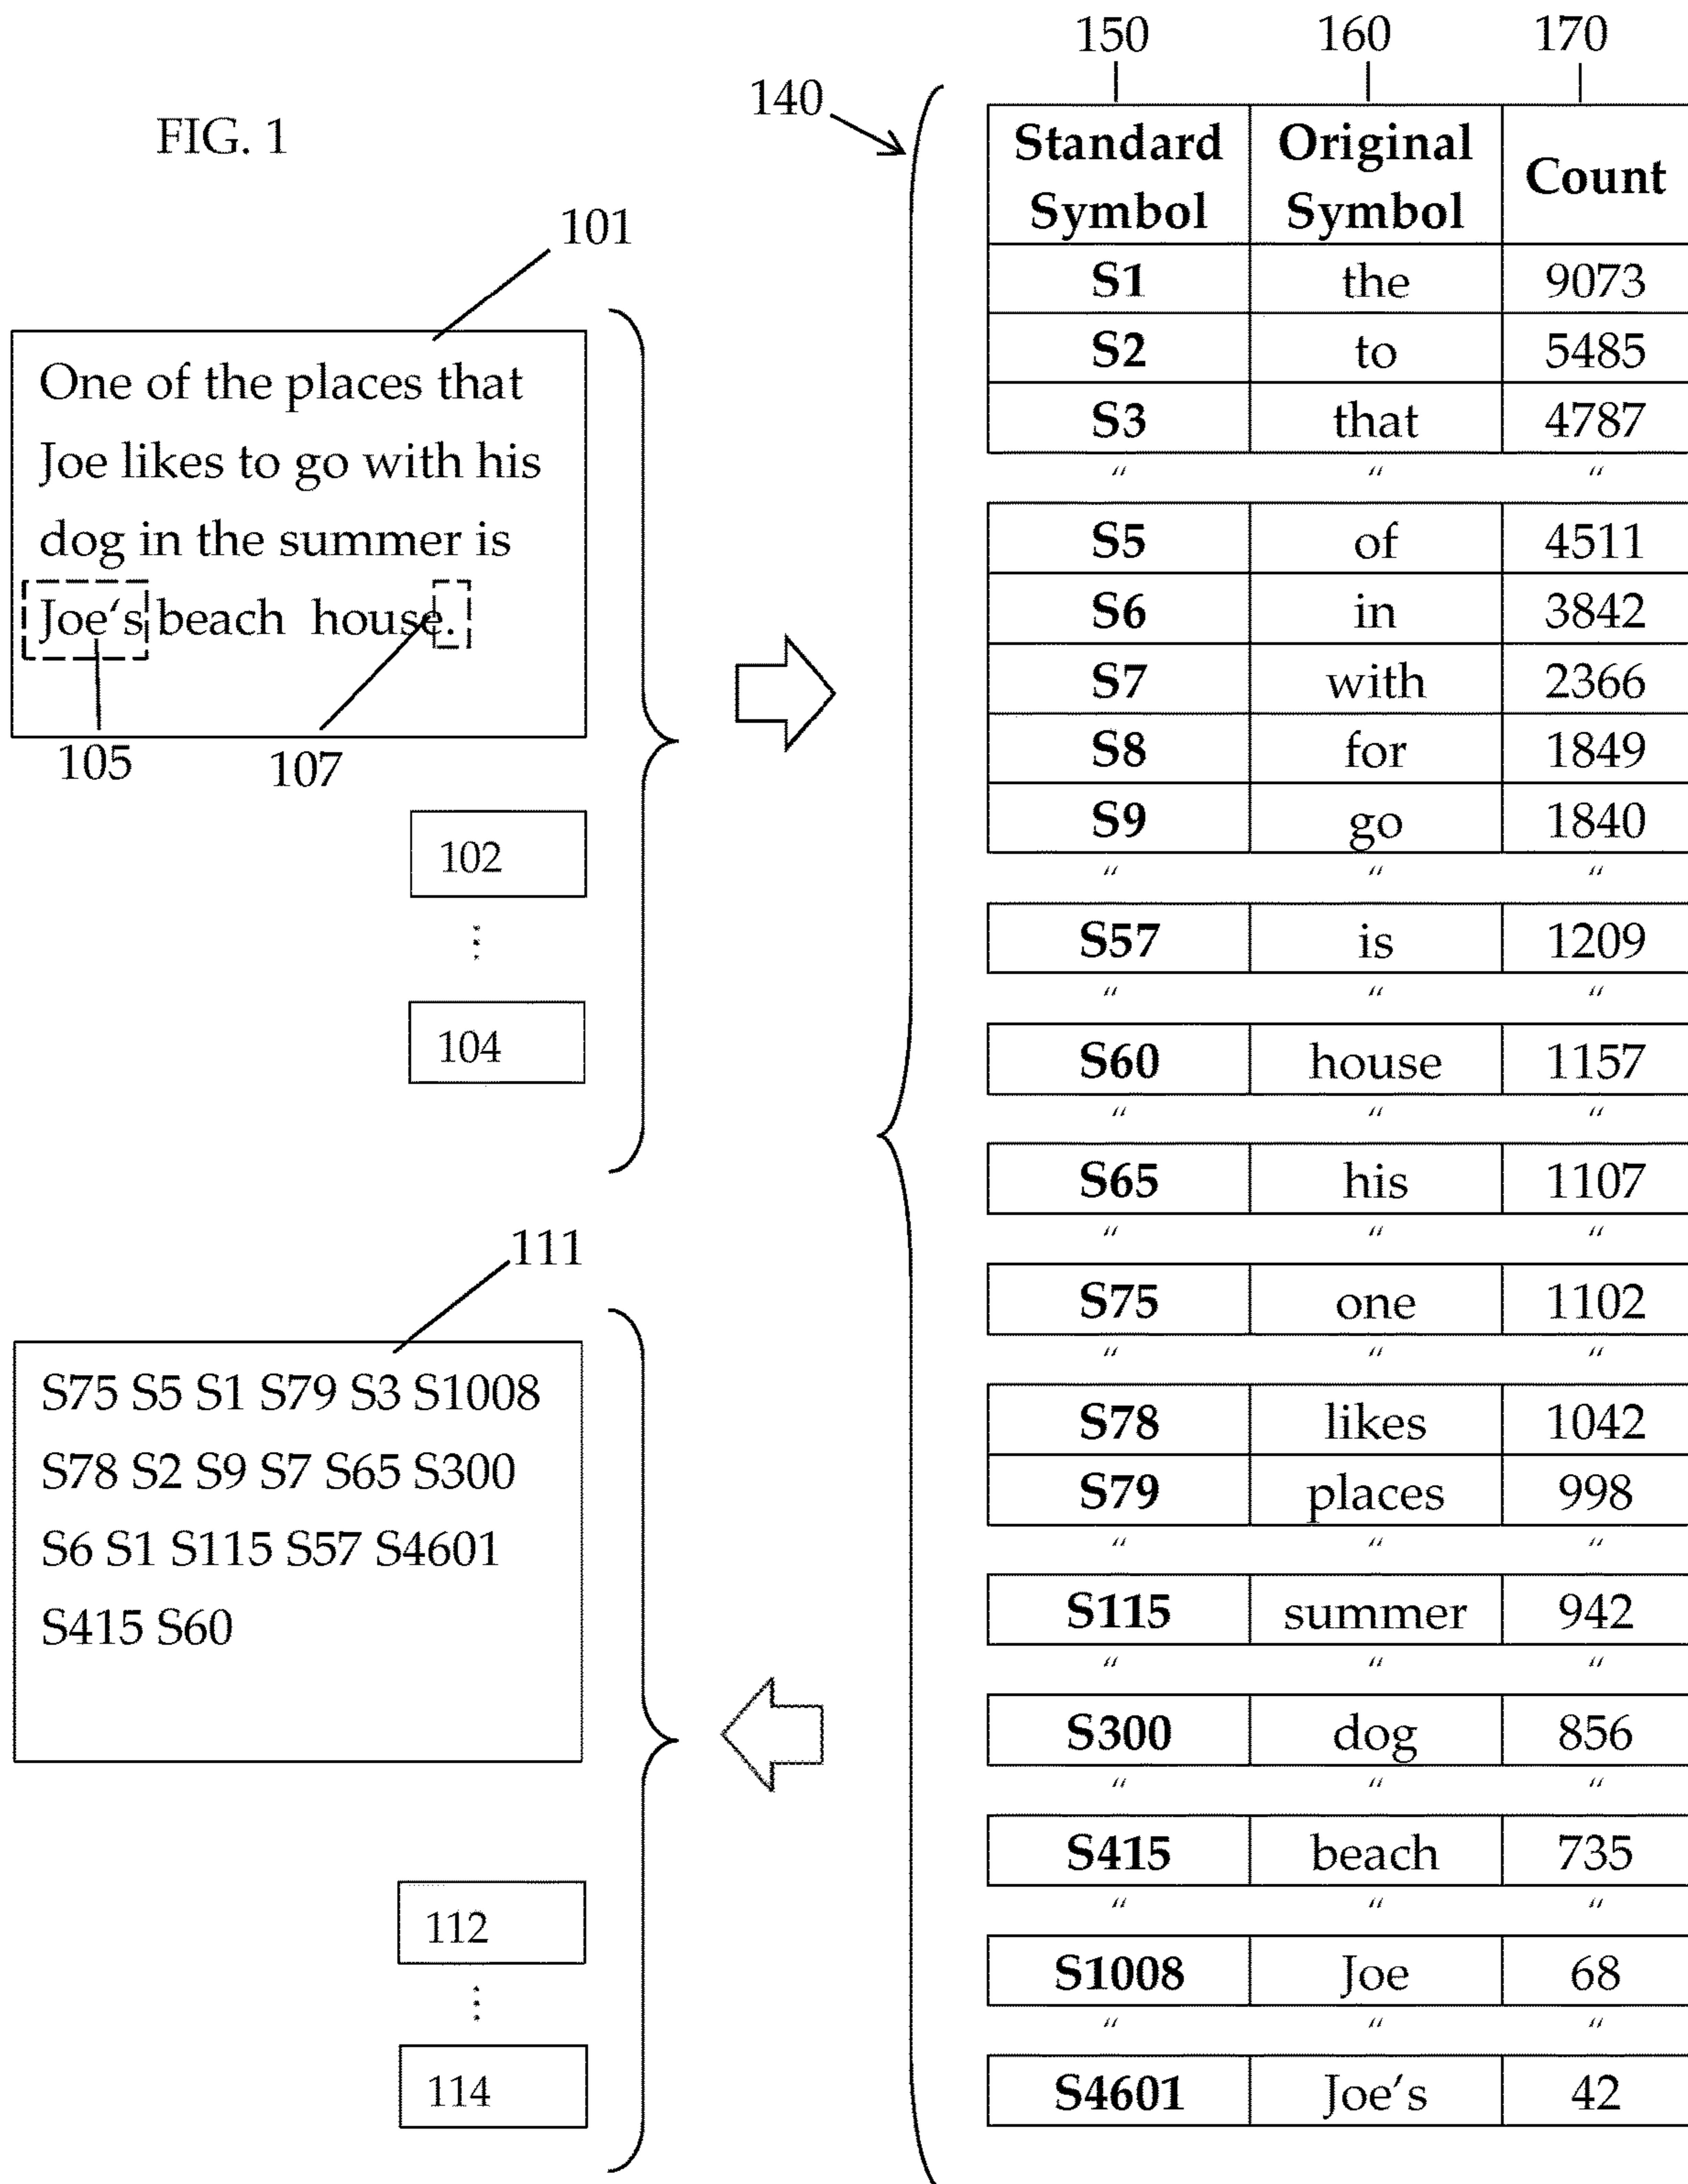 FIG. 1
101
One of the places that
Joe likes to go with his
dog in the summer is
Joe‘s beach house.
105
107
102
⋮
104
111
S75 S5 S1 S79 S3 S1008
S78 S2 S9 S7 S65 S300
S6 S1 S115 S57 S4601
S415 S60
112
⋮
114
140
150 160 170
Standard Symbol Original Symbol Count
S1 the 9073
S2 to 5485
S3 that 4787
“ “ “
S5 of 4511
S6 in 3842
S7 with 2366
S8 for 1849
S9 go 1840
“ “ “
S57 is 1209
“ “ “
S60 house 1157
“ “ “
S65 his 1107
“ “ “
S75 one 1102
“ “ “
S78 likes 1042
S79 places 998
“ “ “
S115 summer 942
“ “ “
S300 dog 856
“ “ “
S415 beach 735
“ “ “
S1008 Joe 68
“ “ “
S4601 Joe’s 42